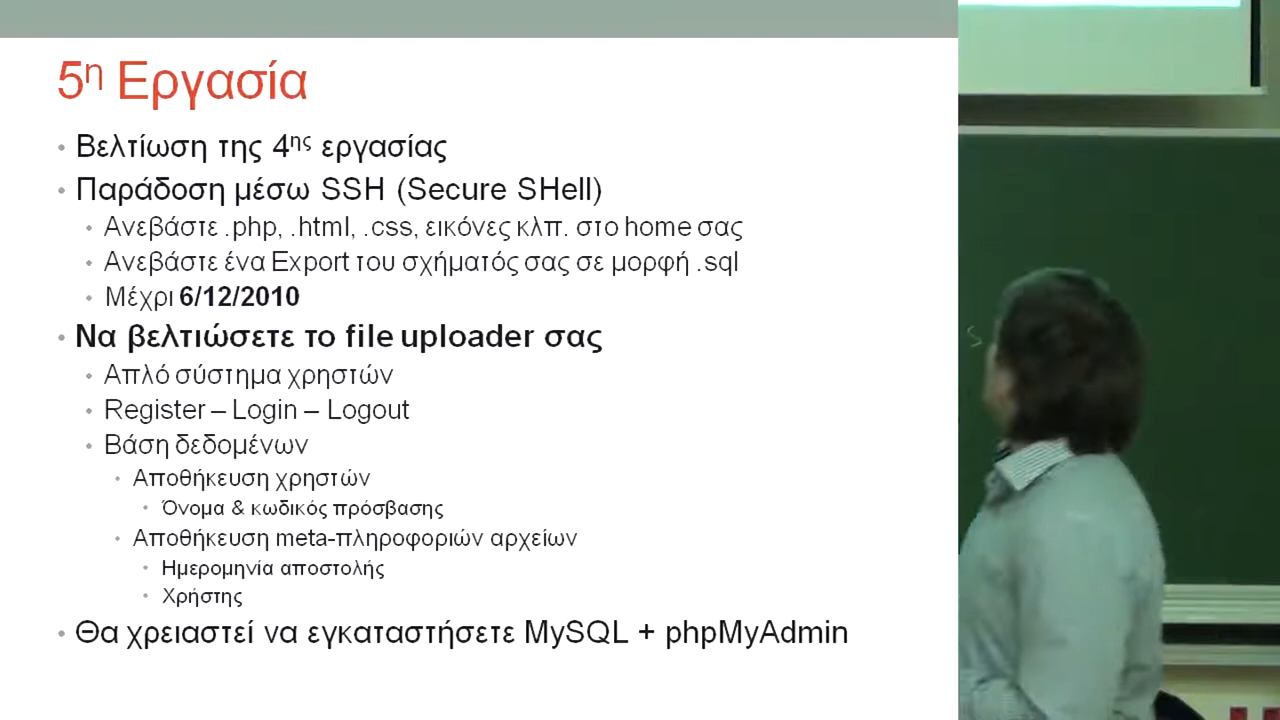 5η Εργασία
• Βελτίωση της 4ης εργασίας
• Παράδοση μέσω SSH (Secure SHell)
• Ανεβάστε .php, .html, .css, εικόνες κλπ. στο home σας
• Ανεβάστε ένα Export του σχήματός σας σε μορφή .sql
• Μέχρι 6/12/2010
• Να βελτιώσετε το file uploader σας
• Απλό σύστημα χρηστών
• Register – Login – Logout
• Βάση δεδομένων
• Αποθήκευση χρηστών
• Όνομα & κωδικός πρόσβασης
• Αποθήκευση meta-πληροφοριών αρχείων
• Ημερομηνία αποστολής
• Χρήστης
• Θα χρειαστεί να εγκαταστήσετε MySQL + phpMyAdmin